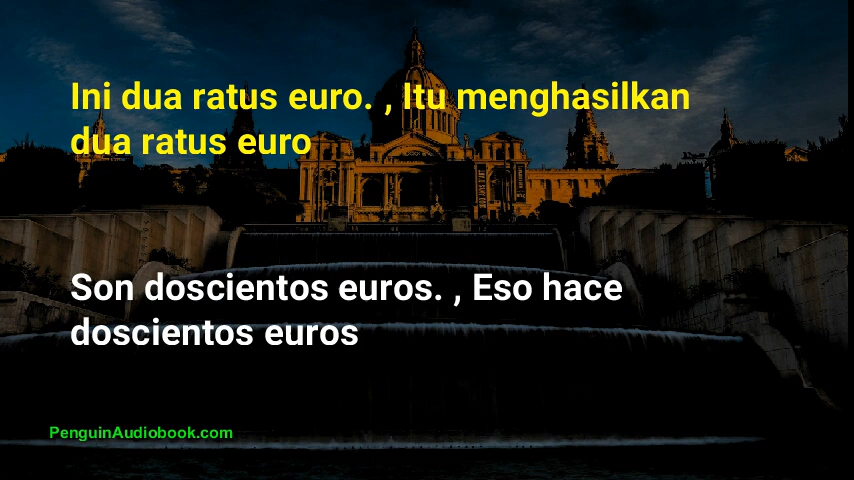 Ini dua ratus euro. , Itu menghasilkan
dua ratus euro
Son doscientos euros. , Eso hace
doscientos euros
PenguinAudiobook.com